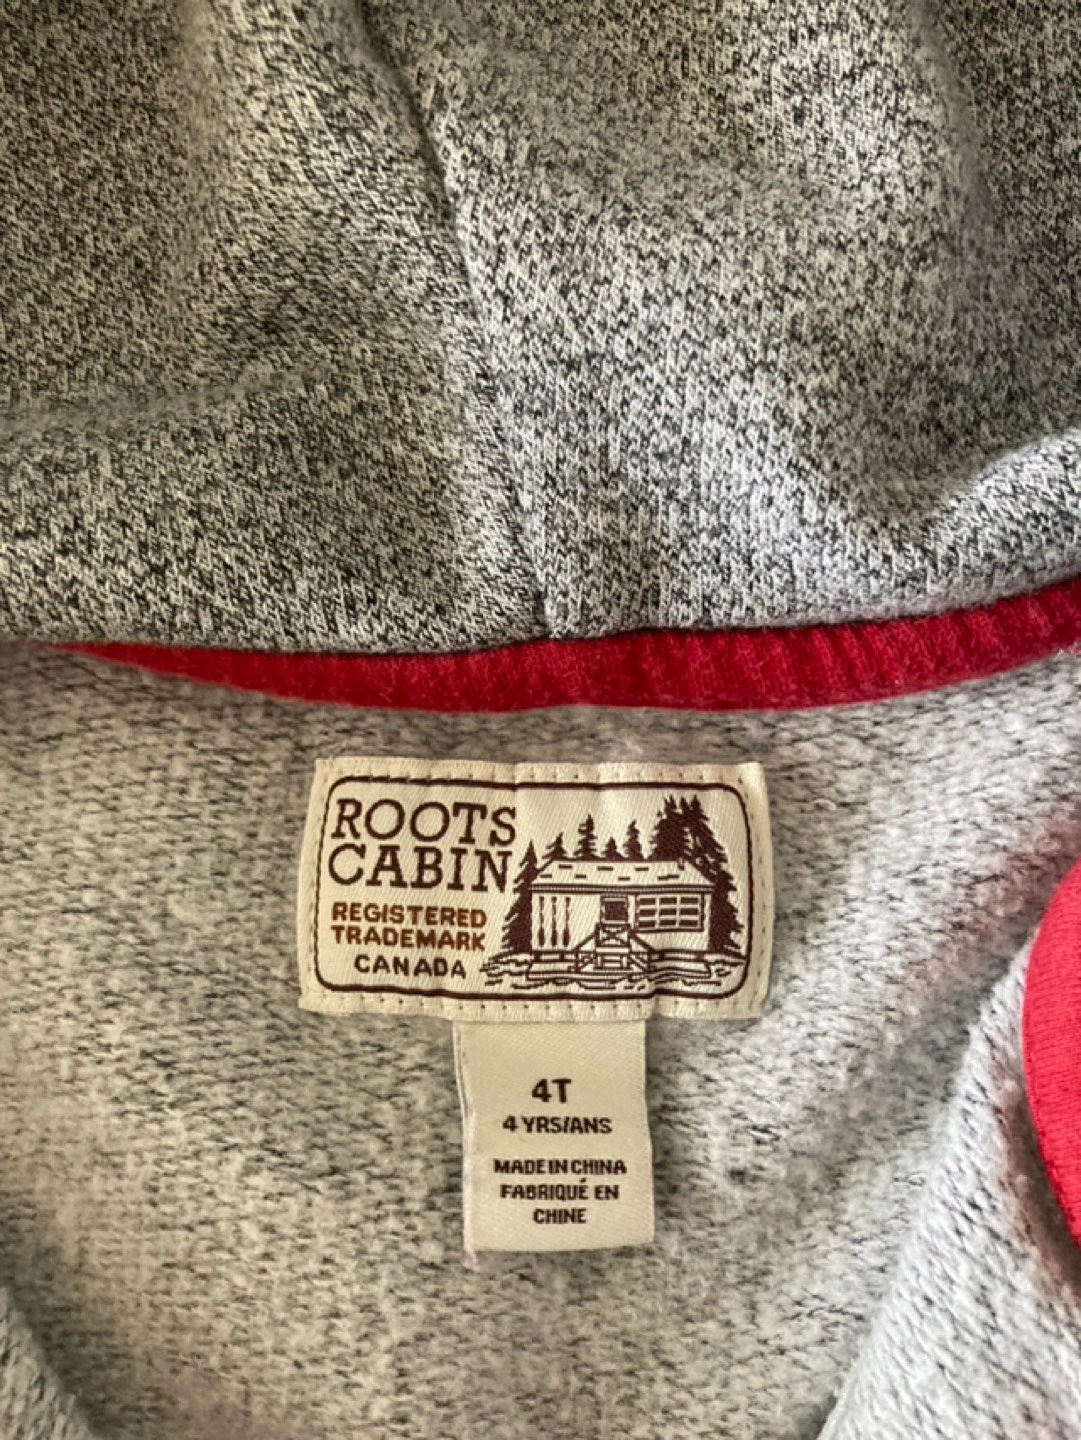 ROOTS
CABIN
REGISTERED
TRADEMARK
CANADA
4T
4 YRS/ANS
MADE IN CHINA
FABRIQUÉ EN
CHINE